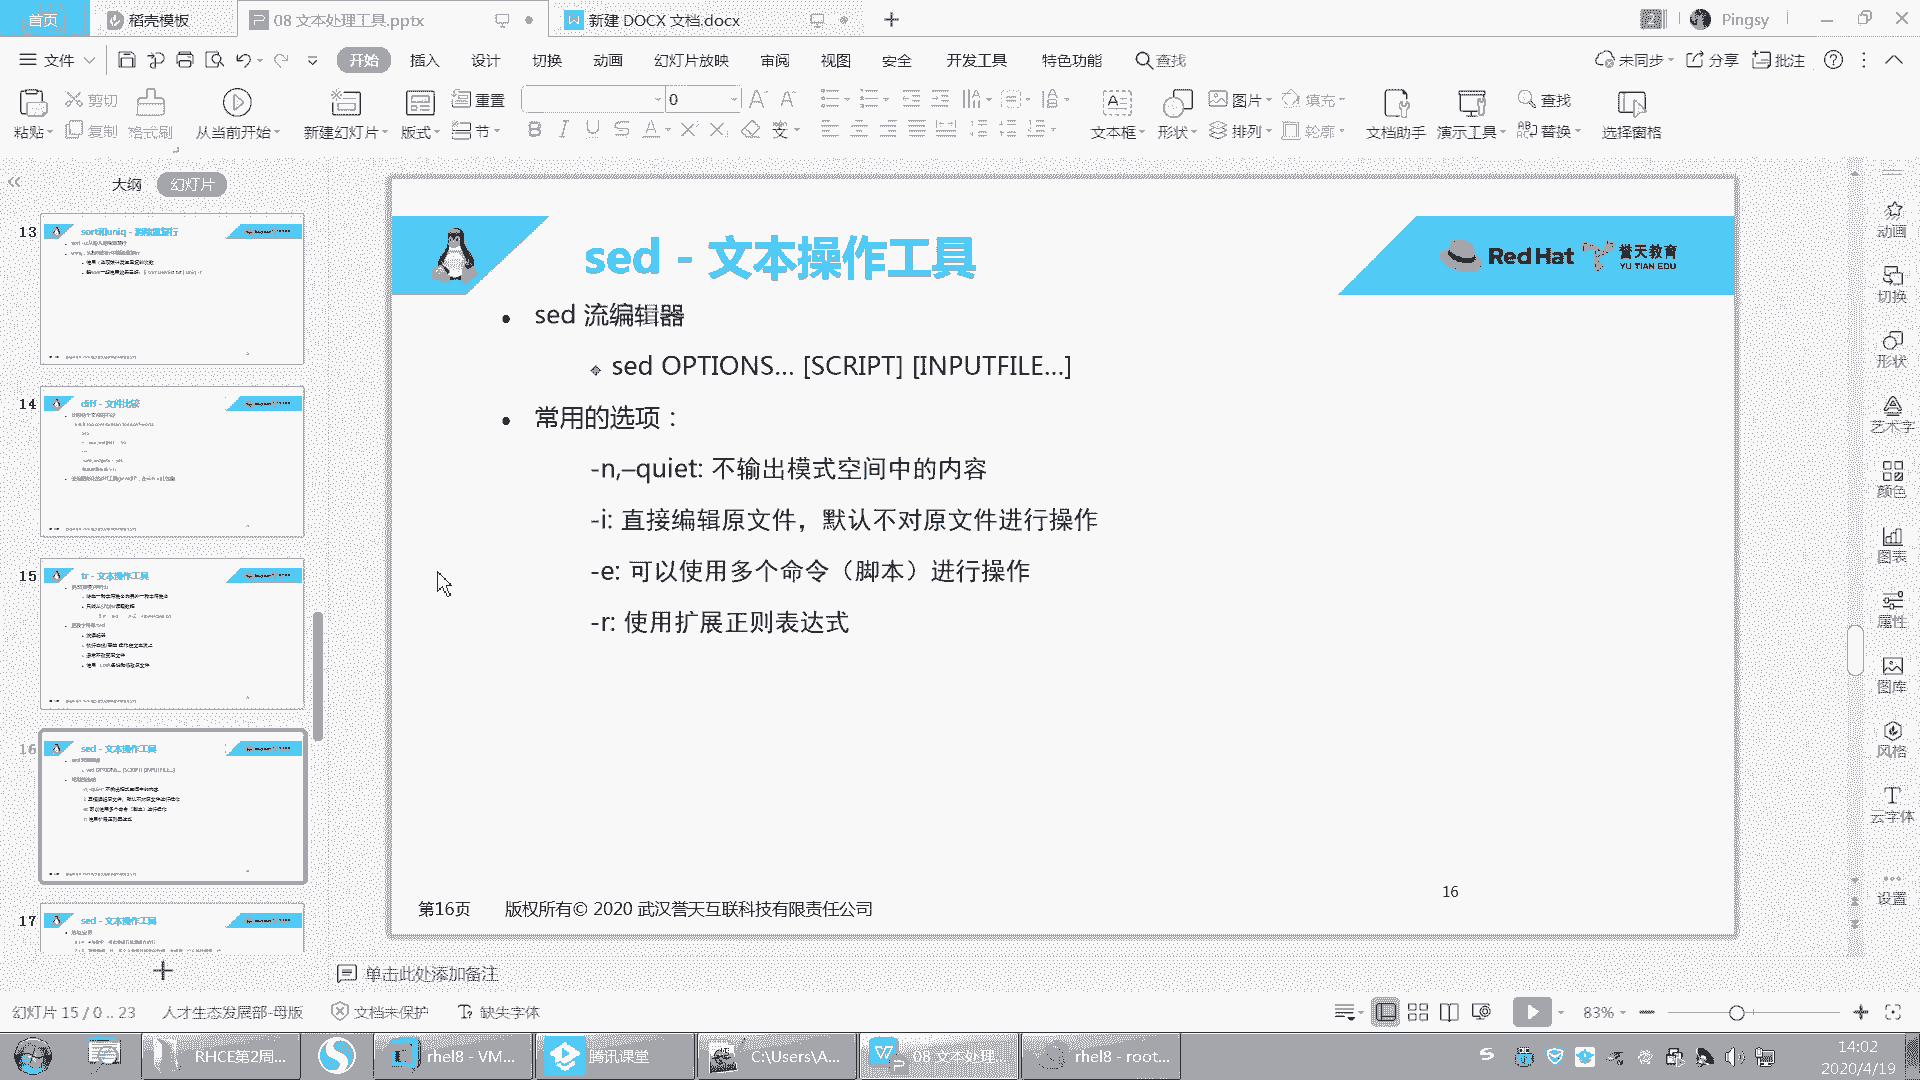 首页
稻壳模板
08 文本处理工具.pptx
新建 DOCX 文档.docx
Pingsy
文件
开始
插入
设计
切换
动画
幻灯片放映
审阅
视图
安全
开发工具
特色功能
查找
未同步
分享
批注
粘贴
剪切
复制
格式刷
从当前开始
新建幻灯片
版式
重置
节
0
文本框
形状
图片
排列
填充
轮廓
文档助手
演示工具
查找
替换
选择窗格
大纲
幻灯片
13
14
diff - 文件比较
15
tr - 文本操作工具
16
sed - 文本操作工具
17
sed - 文本操作工具
sed - 文本操作工具
Red Hat
誉天教育
YU TIAN EDU
sed 流编辑器
sed OPTIONS... [SCRIPT] [INPUTFILE...]
常用的选项：
-n,–quiet: 不输出模式空间中的内容
-i: 直接编辑原文件，默认不对原文件进行操作
-e: 可以使用多个命令（脚本）进行操作
-r: 使用扩展正则表达式
16
第16页
版权所有© 2020 武汉誉天互联科技有限责任公司
动画
切换
形状
艺术字
颜色
图表
属性
图库
风格
云字体
设置
单击此处添加备注
幻灯片 15 / 0 .. 23
人才生态发展部-母版
文档未保护
缺失字体
83%
RHCE第2周...
rhel8 - VM...
腾讯课堂
C:\Users\A...
08 文本处理...
rhel8 - root...
14:02
2020/4/19